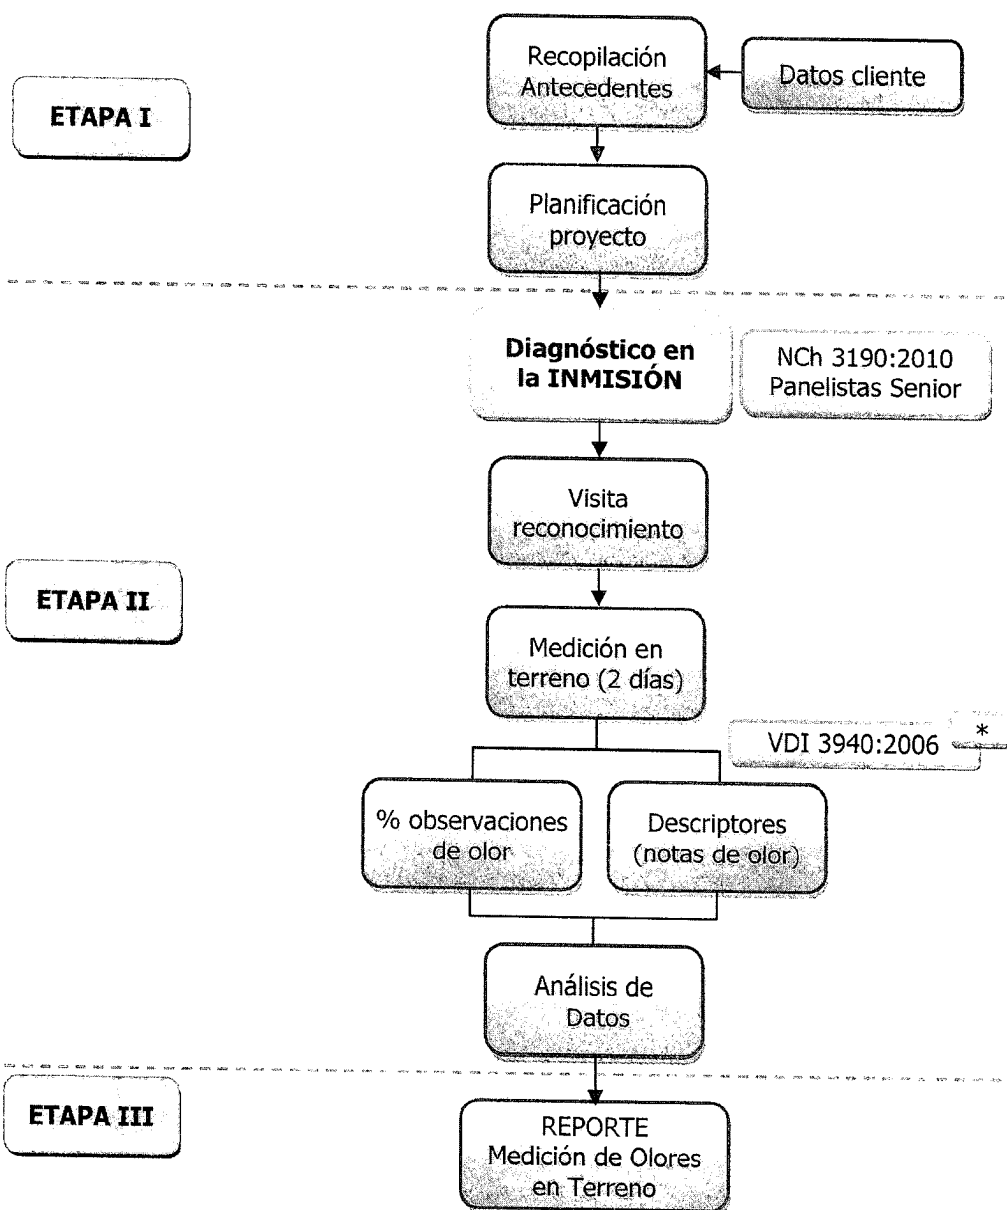 Recopilación
Antecedentes
Datos cliente
ETAPA I
Planificación
proyecto
Diagnóstico en
la INMISIÓN
NCh 3190:2010
Panelistas Senior
Visita
reconocimiento
ETAPA II
Medición en
terreno (2 días)
VDI 3940:2006
*
% observaciones
de olor
Descriptores
(notas de olor)
Análisis de
Datos
ETAPA III
REPORTE
Medición de Olores
en Terreno